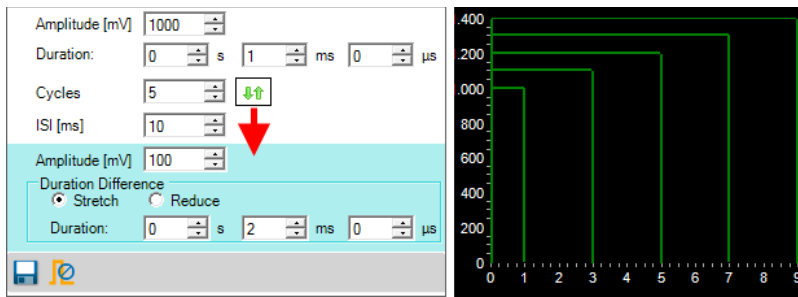 Amplitude [mV] 1000
Duration: 0 s 1 ms 0 µs
Cycles 5
ISI [ms] 10
Amplitude [mV] 100
Duration Difference
Stretch Reduce
Duration: 0 s 2 ms 0 µs
.400
.200
.000
800
600
400
200
0
0 1 2 3 4 5 6 7 8 9